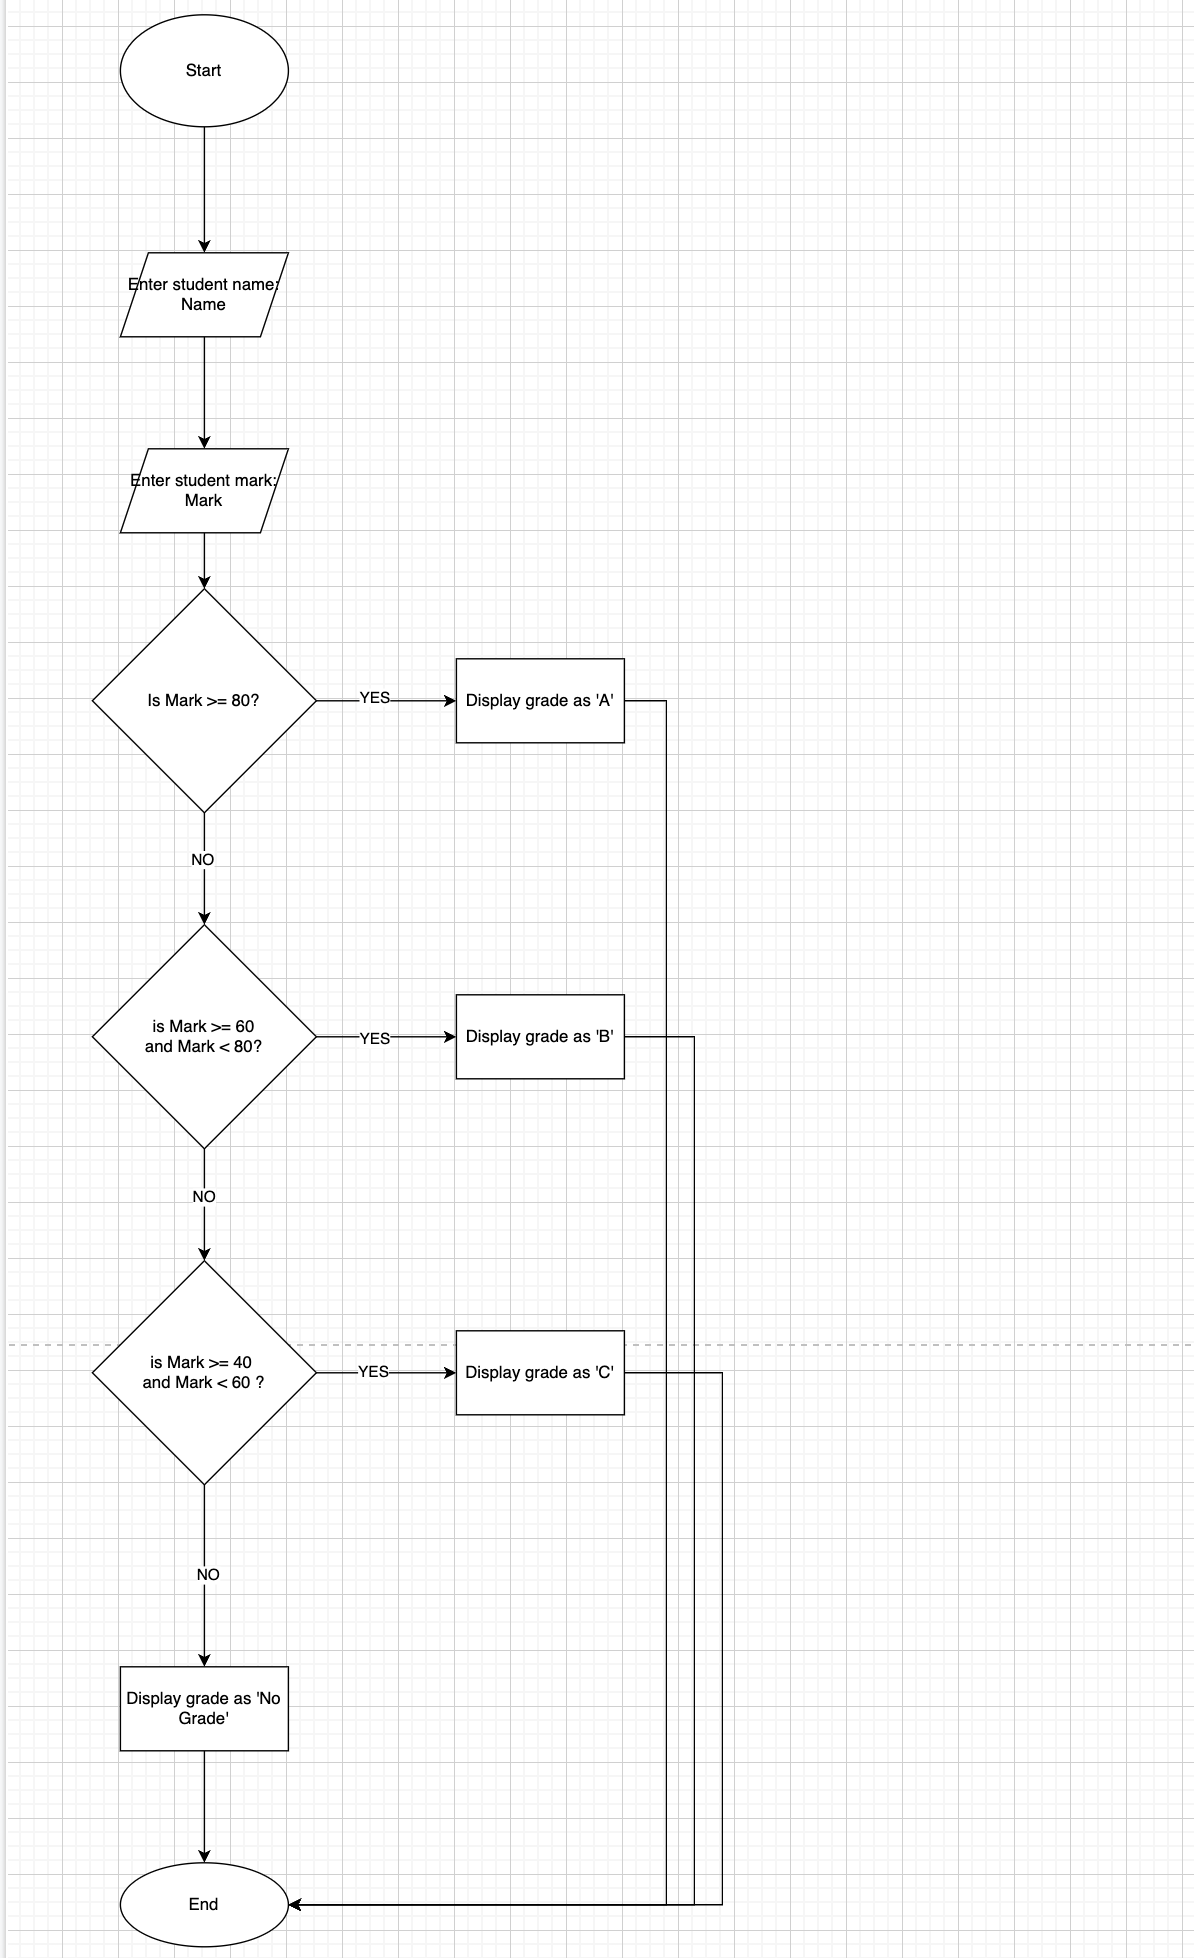 Start
Enter student name:
Name
Enter student mark:
Mark
Is Mark >= 80?
YES
Display grade as 'A'
NO
is Mark >= 60
and Mark < 80?
YES
Display grade as 'B'
NO
is Mark >= 40
and Mark < 60 ?
YES
Display grade as 'C'
NO
Display grade as 'No
Grade'
End